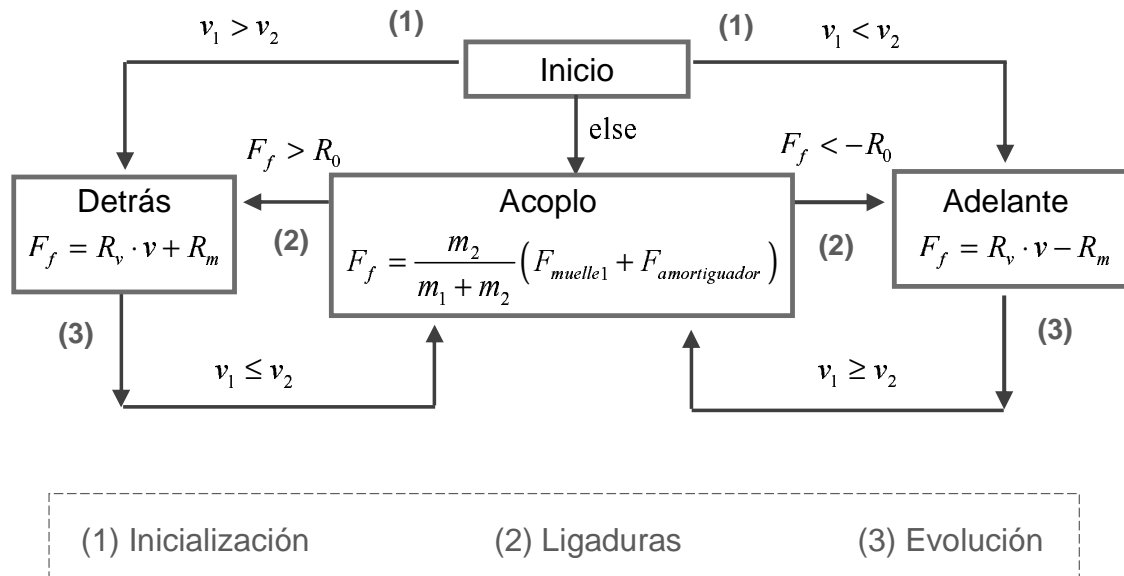 (1) (1)
v₁ > v₂ v₁ < v₂
Inicio
else
F_f > R₀ F_f < −R₀
Detrás
F_f = R_v · v + R_m
(2)
Acoplo
F_f = m₂ / (m₁ + m₂) (F_muelle1 + F_amortiguador)
(2)
Adelante
F_f = R_v · v − R_m
(3) (3)
v₁ ≤ v₂ v₁ ≥ v₂
(1) Inicialización (2) Ligaduras (3) Evolución